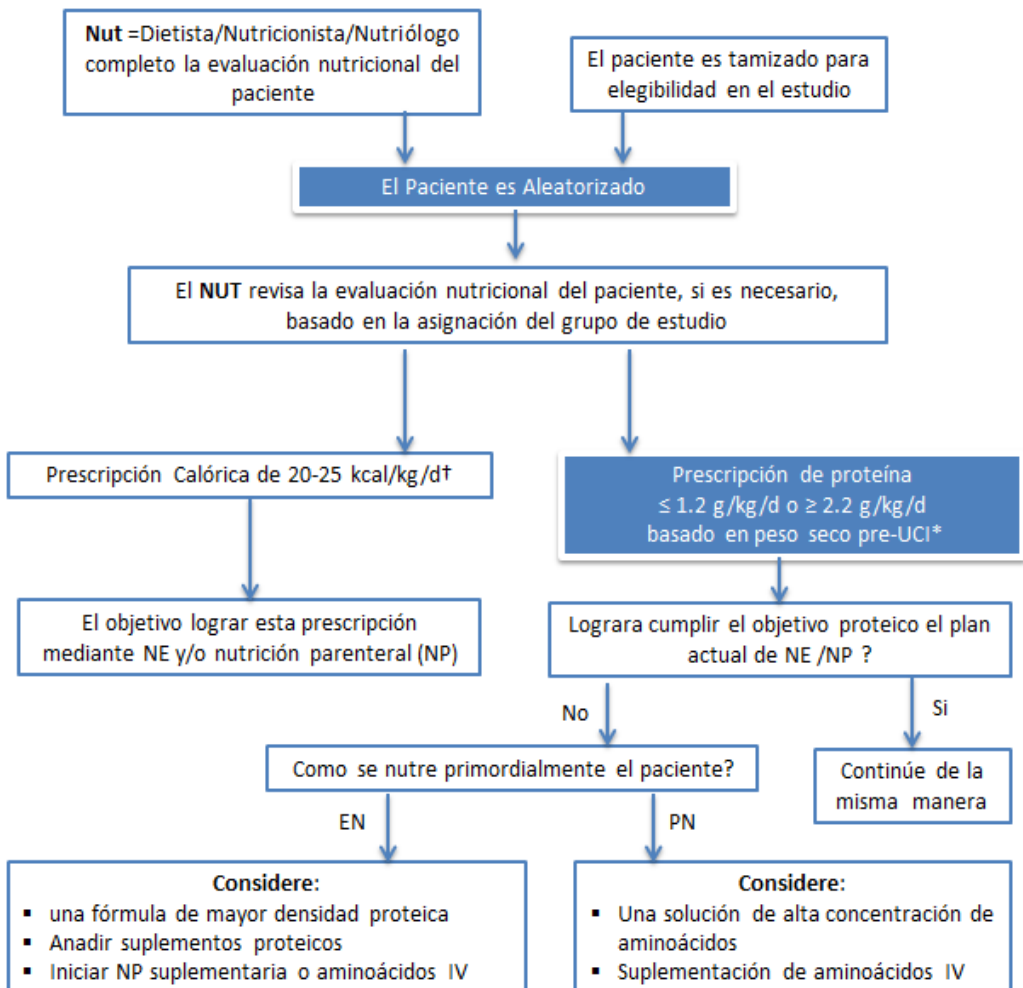 Nut =Dietista/Nutricionista/Nutriólogo
completo la evaluación nutricional del
paciente
El paciente es tamizado para
elegibilidad en el estudio
El Paciente es Aleatorizado
El NUT revisa la evaluación nutricional del paciente, si es necesario,
basado en la asignación del grupo de estudio
Prescripción Calórica de 20-25 kcal/kg/d†
Prescripción de proteína
≤ 1.2 g/kg/d o ≥ 2.2 g/kg/d
basado en peso seco pre-UCI*
El objetivo lograr esta prescripción
mediante NE y/o nutrición parenteral (NP)
Lograra cumplir el objetivo proteico el plan
actual de NE /NP ?
No
Si
Como se nutre primordialmente el paciente?
Continúe de la
misma manera
EN
PN
Considere:
▪ una fórmula de mayor densidad proteica
▪ Anadir suplementos proteicos
▪ Iniciar NP suplementaria o aminoácidos IV
Considere:
▪ Una solución de alta concentración de
aminoácidos
▪ Suplementación de aminoácidos IV